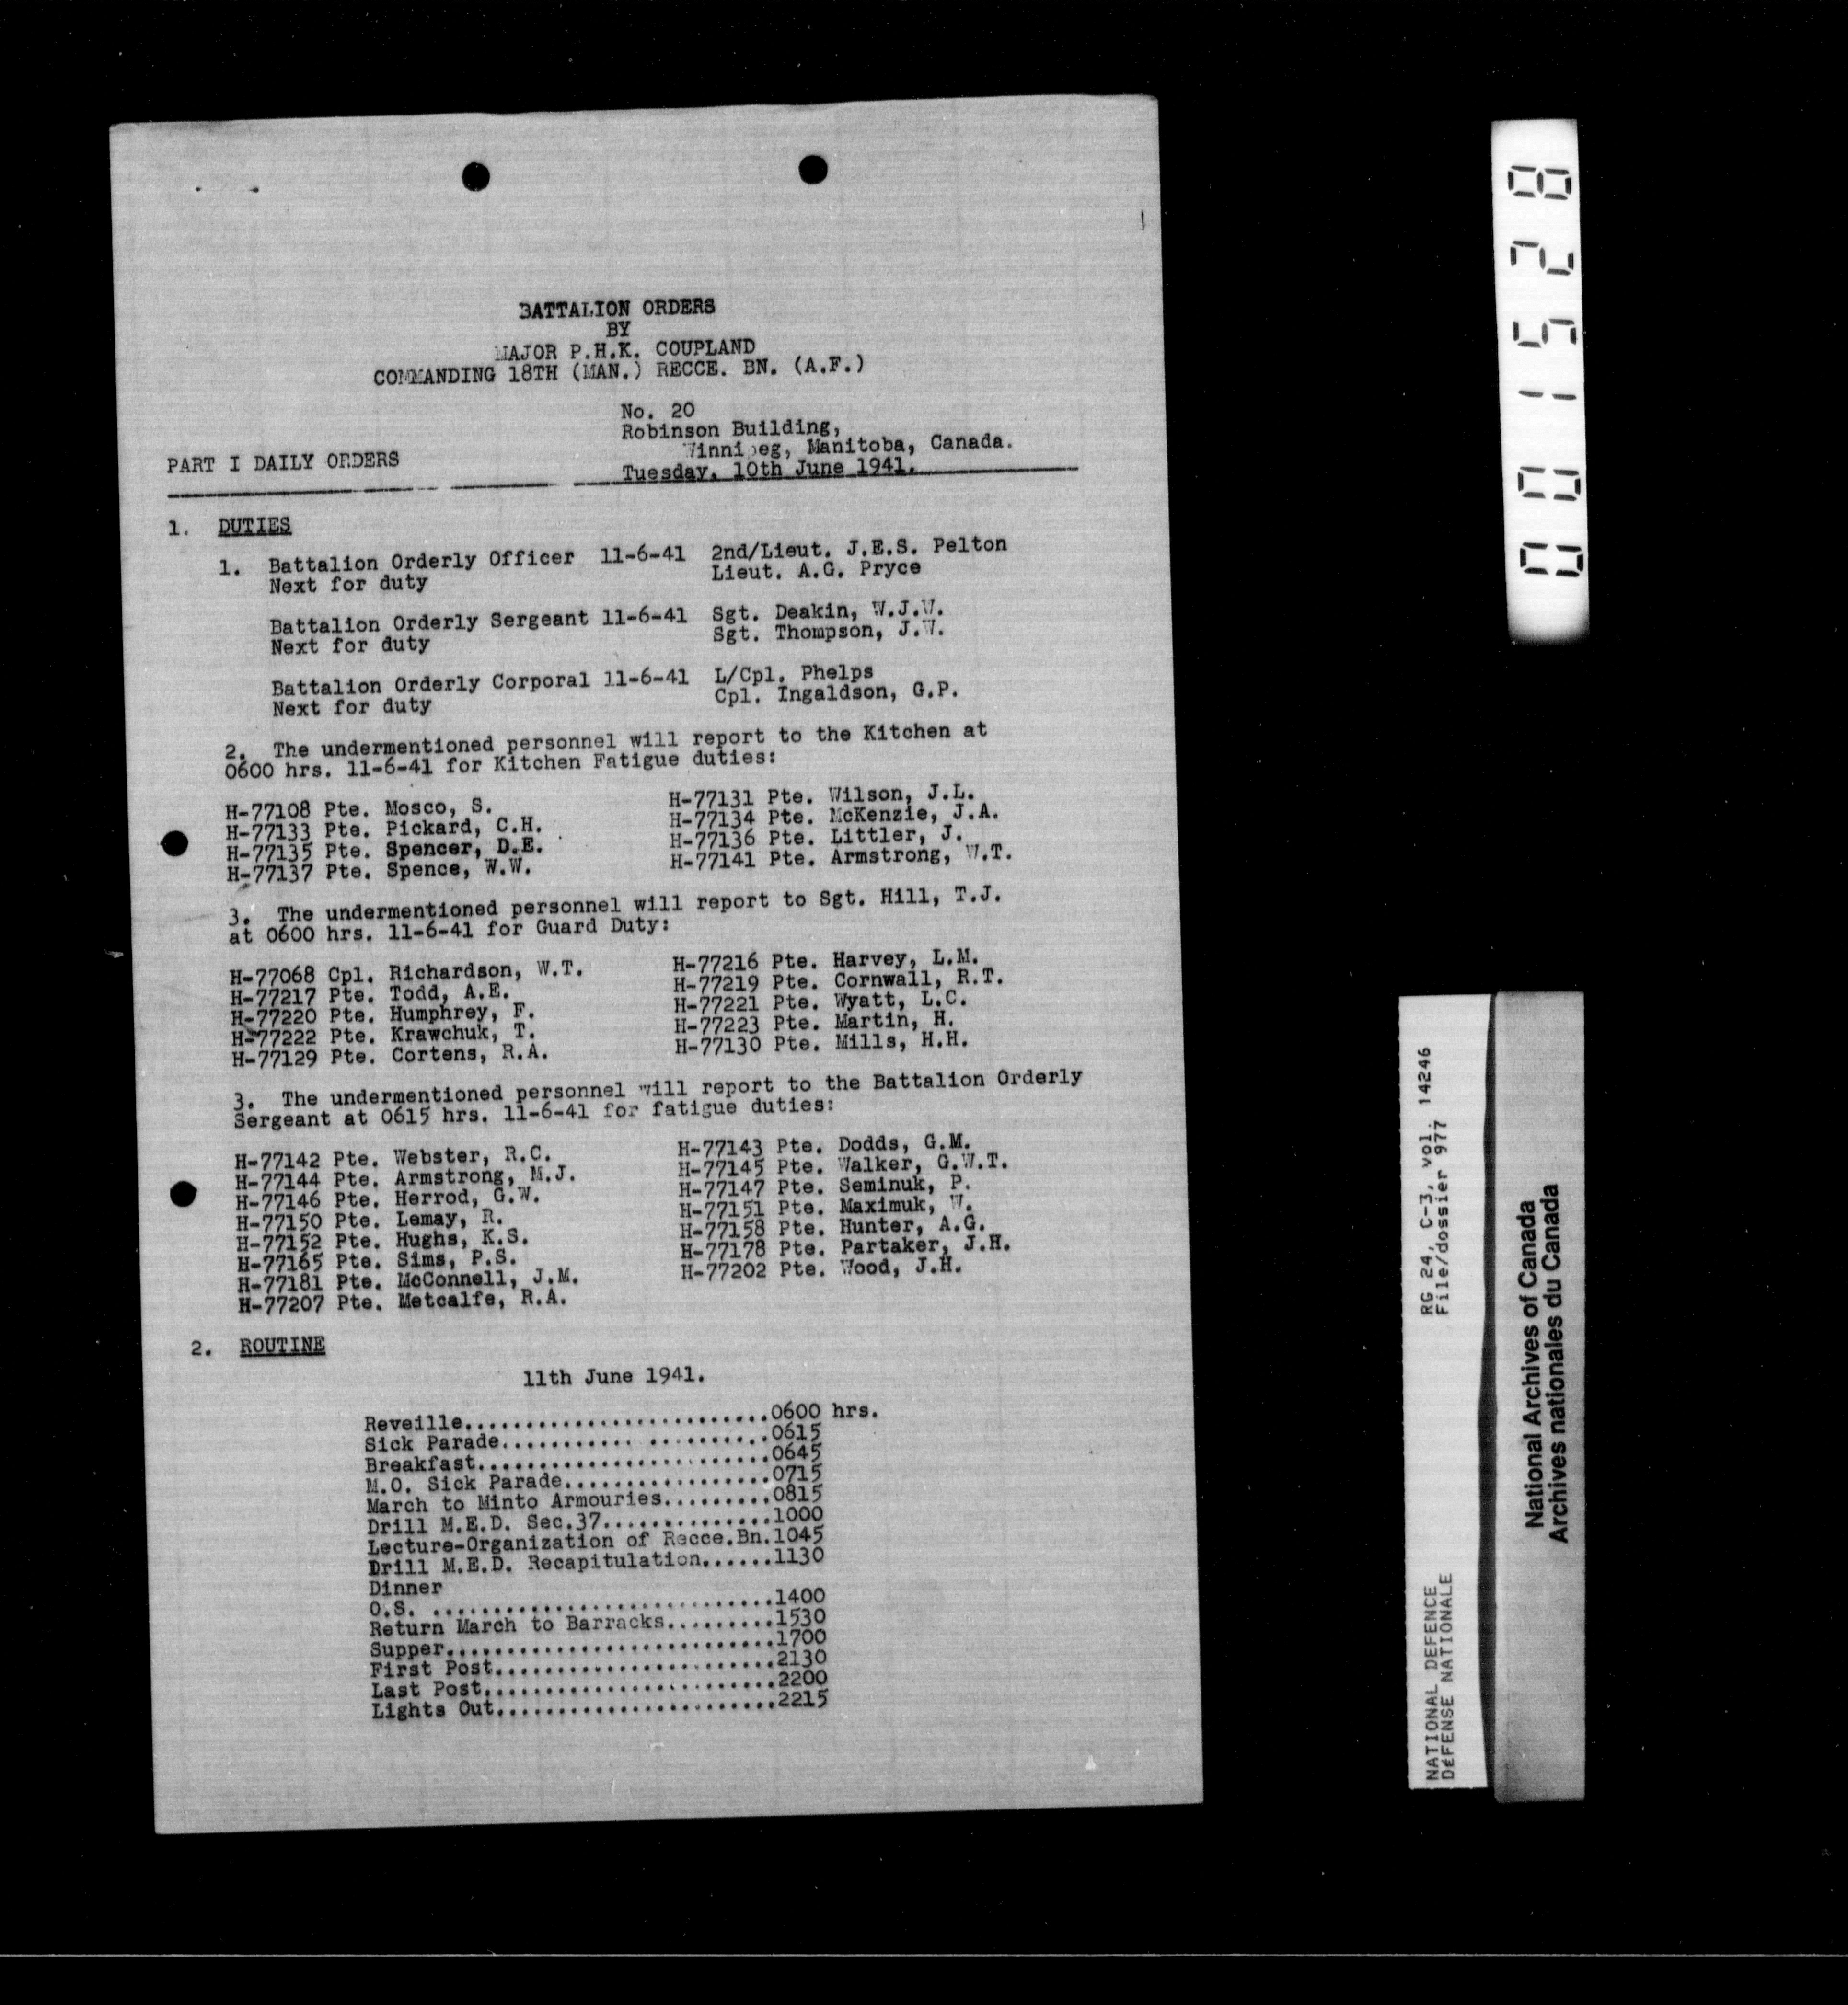 BATTALION ORDERS
BY
MAJOR P.H.K. COUPLAND
COMMANDING 18TH (MAN.) RECCE. BN. (A.F.)
No. 20
Robinson Building,
Winnipeg, Manitoba, Canada.
PART I DAILY ORDERS
Tuesday, 10th June 1941.
1. DUTIES
1. Battalion Orderly Officer 11-6-41 2nd/Lieut. J.E.S. Pelton
Next for duty Lieut. A.G. Pryce
Battalion Orderly Sergeant 11-6-41 Sgt. Deakin, W.J.W.
Next for duty Sgt. Thompson, J.W.
Battalion Orderly Corporal 11-6-41 L/Cpl. Phelps
Next for duty Cpl. Ingaldson, G.P.
2. The undermentioned personnel will report to the Kitchen at
0600 hrs. 11-6-41 for Kitchen Fatigue duties:
H-77108 Pte. Mosco, S. H-77131 Pte. Wilson, J.L.
H-77133 Pte. Pickard, C.H. H-77134 Pte. McKenzie, J.A.
H-77135 Pte. Spencer, D.E. H-77136 Pte. Littler, J.
H-77137 Pte. Spence, W.W. H-77141 Pte. Armstrong, W.T.
3. The undermentioned personnel will report to Sgt. Hill, T.J.
at 0600 hrs. 11-6-41 for Guard Duty:
H-77068 Cpl. Richardson, W.T. H-77216 Pte. Harvey, L.M.
H-77217 Pte. Todd, A.E. H-77219 Pte. Cornwall, R.T.
H-77220 Pte. Humphrey, F. H-77221 Pte. Wyatt, L.C.
H-77222 Pte. Krawchuk, T. H-77223 Pte. Martin, H.
H-77129 Pte. Cortens, R.A. H-77130 Pte. Mills, H.H.
3. The undermentioned personnel will report to the Battalion Orderly
Sergeant at 0615 hrs. 11-6-41 for fatigue duties:
H-77142 Pte. Webster, R.C. H-77143 Pte. Dodds, G.M.
H-77144 Pte. Armstrong, M.J. H-77145 Pte. Walker, G.W.T.
H-77146 Pte. Herrod, G.W. H-77147 Pte. Seminuk, P.
H-77150 Pte. Lemay, R. H-77151 Pte. Maximuk, W.
H-77152 Pte. Hughs, K.S. H-77158 Pte. Hunter, A.G.
H-77165 Pte. Sims, P.S. H-77178 Pte. Partaker, J.H.
H-77181 Pte. McConnell, J.M. H-77202 Pte. Wood, J.H.
H-77207 Pte. Metcalfe, R.A.
2. ROUTINE
11th June 1941.
Reveille.........................0600 hrs.
Sick Parade......................0615
Breakfast........................0645
M.O. Sick Parade.................0715
March to Minto Armouries.........0815
Drill M.E.D. Sec.37..............1000
Lecture-Organization of Recce.Bn.1045
Drill M.E.D. Recapitulation......1130
Dinner
O.S. ............................1400
Return March to Barracks.........1530
Supper...........................1700
First Post.......................2130
Last Post........................2200
Lights Out.......................2215
001528
RG 24, C-3, vol. 14246
File/dossier 977
NATIONAL DEFENCE
DÉFENSE NATIONALE
National Archives of Canada
Archives nationales du Canada